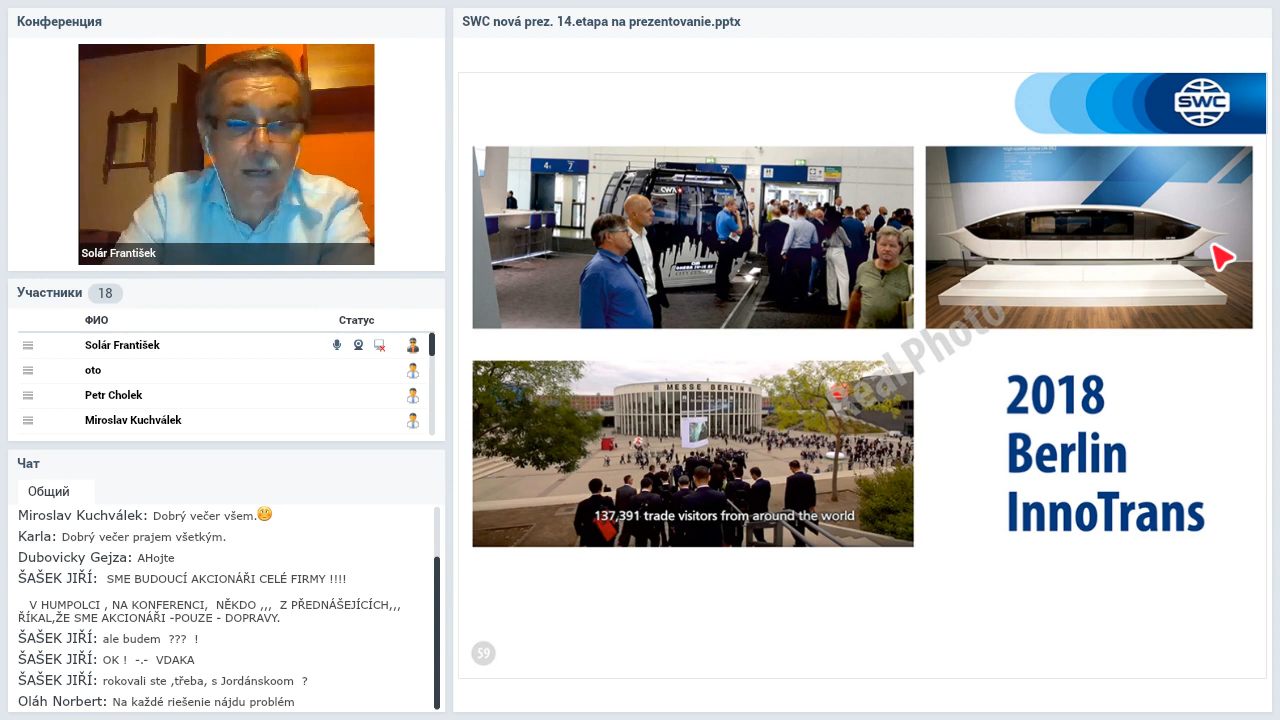 Конференция
Solár František
Участники 18
ФИО Статус
Solár František
oto
Petr Cholek
Miroslav Kuchválek
Чат
Общий
Miroslav Kuchválek: Dobrý večer všem.
Karla: Dobrý večer prajem všetkým.
Dubovicky Gejza: AHojte
ŠAŠEK JIŘÍ: SME BUDOUCÍ AKCIONÁŘI CELÉ FIRMY !!!!
V HUMPOLCI , NA KONFERENCI, NĚKDO ,,, Z PŘEDNÁŠEJÍCÍCH,,,
ŘÍKAL,ŽE SME AKCIONÁŘI -POUZE - DOPRAVY.
ŠAŠEK JIŘÍ: ale budem ??? !
ŠAŠEK JIŘÍ: OK ! -.- VDAKA
ŠAŠEK JIŘÍ: rokovali ste ,třeba, s Jordánskoom ?
Oláh Norbert: Na každé riešenie nájdu problém
SWC nová prez. 14.etapa na prezentovanie.pptx
SWC
4
7
7
CWA
MESSE BERLIN
137,391 trade visitors from around the world
Real Photo
2018
Berlin
InnoTrans
59